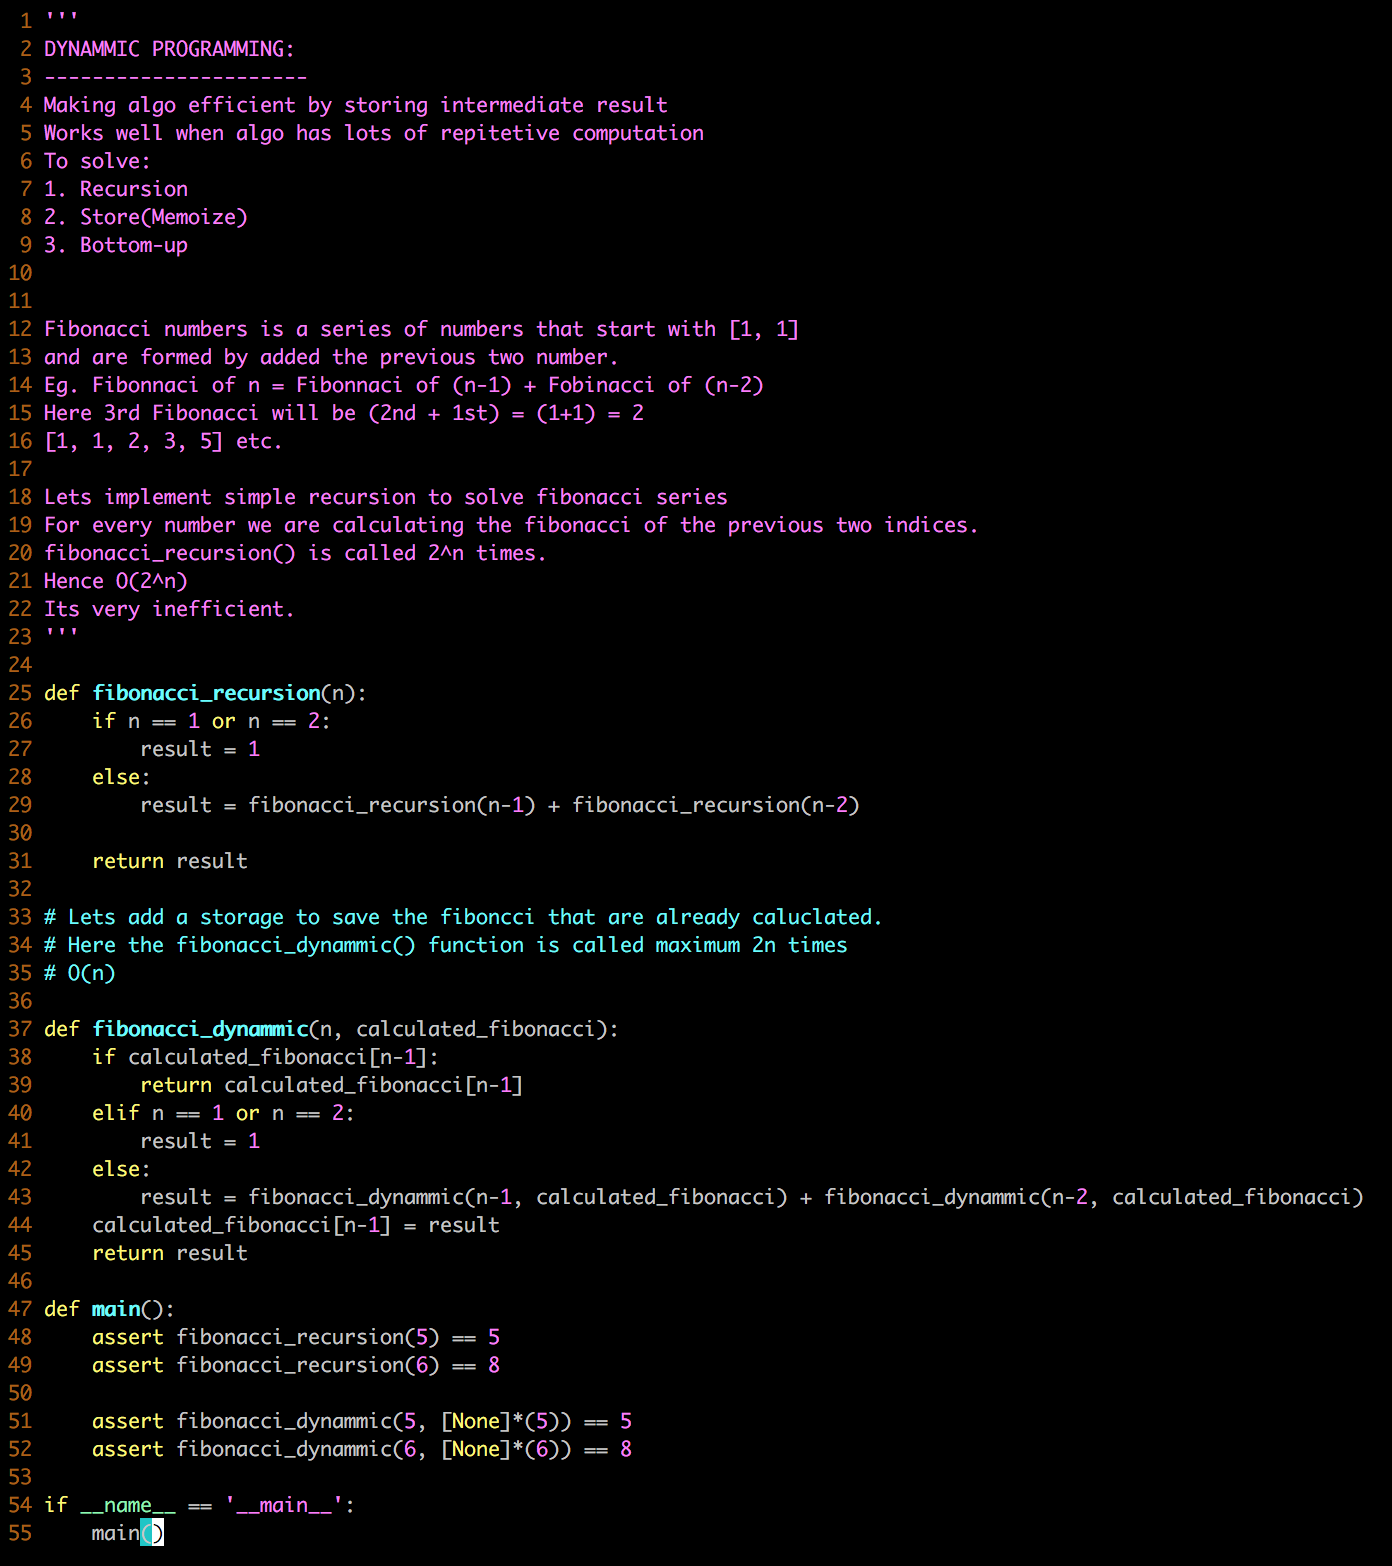 1 '''
2 DYNAMMIC PROGRAMMING:
3 ----------------------
4 Making algo efficient by storing intermediate result
5 Works well when algo has lots of repitetive computation
6 To solve:
7 1. Recursion
8 2. Store(Memoize)
9 3. Bottom-up
10
11
12 Fibonacci numbers is a series of numbers that start with [1, 1]
13 and are formed by added the previous two number.
14 Eg. Fibonnaci of n = Fibonnaci of (n-1) + Fobinacci of (n-2)
15 Here 3rd Fibonacci will be (2nd + 1st) = (1+1) = 2
16 [1, 1, 2, 3, 5] etc.
17
18 Lets implement simple recursion to solve fibonacci series
19 For every number we are calculating the fibonacci of the previous two indices.
20 fibonacci_recursion() is called 2^n times.
21 Hence O(2^n)
22 Its very inefficient.
23 '''
24
25 def fibonacci_recursion(n):
26     if n == 1 or n == 2:
27         result = 1
28     else:
29         result = fibonacci_recursion(n-1) + fibonacci_recursion(n-2)
30
31     return result
32
33 # Lets add a storage to save the fiboncci that are already caluclated.
34 # Here the fibonacci_dynammic() function is called maximum 2n times
35 # O(n)
36
37 def fibonacci_dynammic(n, calculated_fibonacci):
38     if calculated_fibonacci[n-1]:
39         return calculated_fibonacci[n-1]
40     elif n == 1 or n == 2:
41         result = 1
42     else:
43         result = fibonacci_dynammic(n-1, calculated_fibonacci) + fibonacci_dynammic(n-2, calculated_fibonacci)
44     calculated_fibonacci[n-1] = result
45     return result
46
47 def main():
48     assert fibonacci_recursion(5) == 5
49     assert fibonacci_recursion(6) == 8
50
51     assert fibonacci_dynammic(5, [None]*(5)) == 5
52     assert fibonacci_dynammic(6, [None]*(6)) == 8
53
54 if __name__ == '__main__':
55     main()